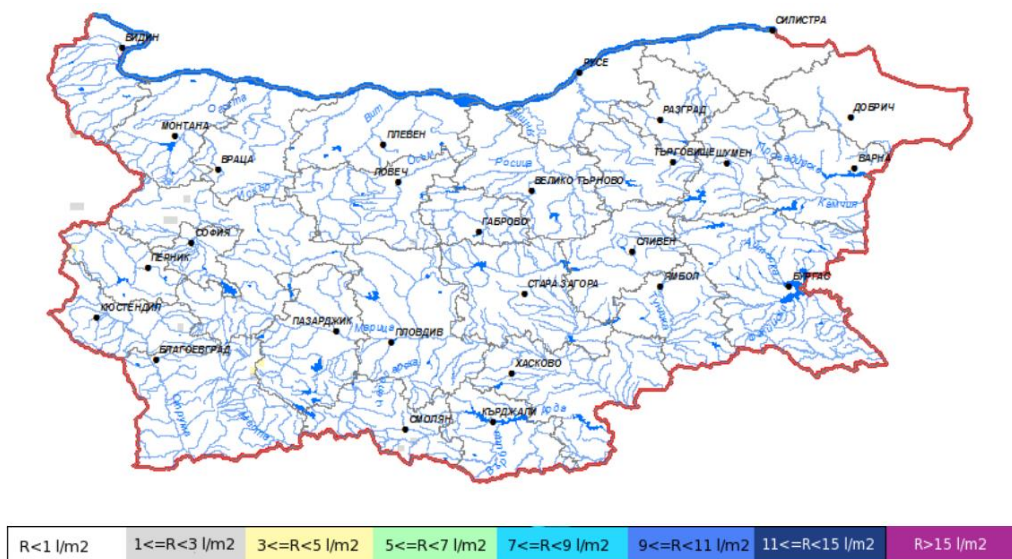 СИЛИСТРА
ВИДИН
РУСЕ
РАЗГРАД
ДОБРИЧ
Огоста
Вит
МОНТАНА
ПЛЕВЕН
ТЪРГОВИЩЕ
ШУМЕН
ВРАЦА
Осъм
Росица
ВАРНА
ЛОВЕЧ
ВЕЛИКО ТЪРНОВО
Искър
Камчия
ГАБРОВО
СОФИЯ
СЛИВЕН
ПЕРНИК
ЯМБОЛ
БУРГАС
СТАРА ЗАГОРА
КЮСТЕНДИЛ
ПАЗАРДЖИК
Марица
ПЛОВДИВ
БЛАГОЕВГРАД
ХАСКОВО
Струма
Места
КЪРДЖАЛИ
СМОЛЯН
R<1 l/m2
1<=R<3 l/m2
3<=R<5 l/m2
5<=R<7 l/m2
7<=R<9 l/m2
9<=R<11 l/m2
11<=R<15 l/m2
R>15 l/m2